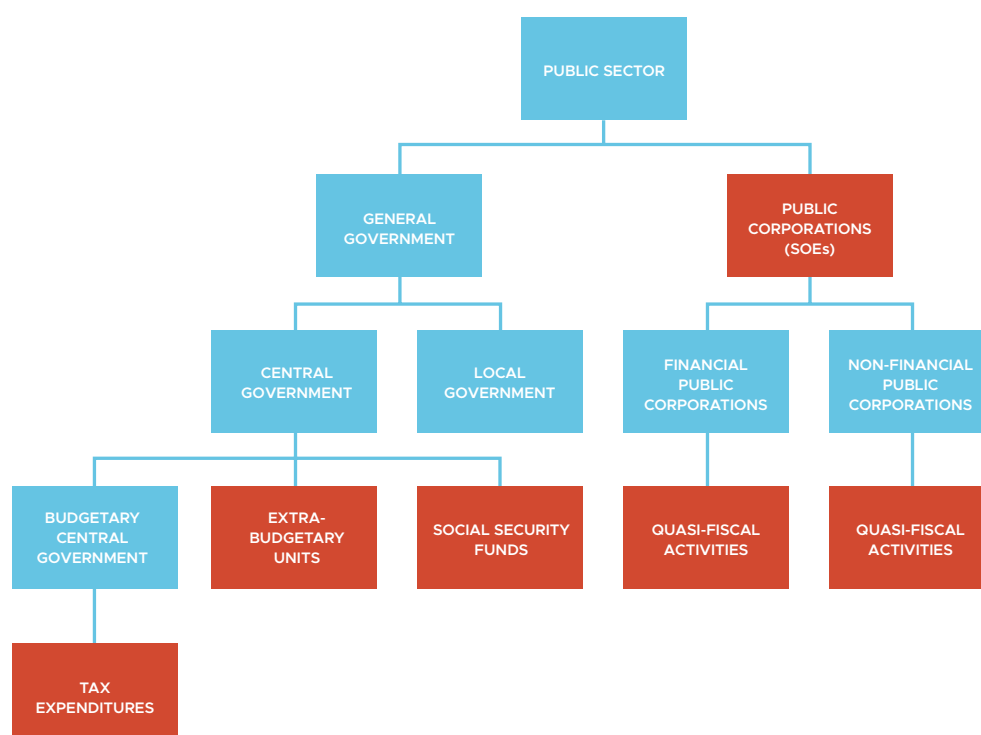 PUBLIC SECTOR
GENERAL
GOVERNMENT
PUBLIC
CORPORATIONS
(SOEs)
CENTRAL
GOVERNMENT
LOCAL
GOVERNMENT
FINANCIAL
PUBLIC
CORPORATIONS
NON-FINANCIAL
PUBLIC
CORPORATIONS
BUDGETARY
CENTRAL
GOVERNMENT
EXTRA-
BUDGETARY
UNITS
SOCIAL SECURITY
FUNDS
QUASI-FISCAL
ACTIVITIES
QUASI-FISCAL
ACTIVITIES
TAX
EXPENDITURES